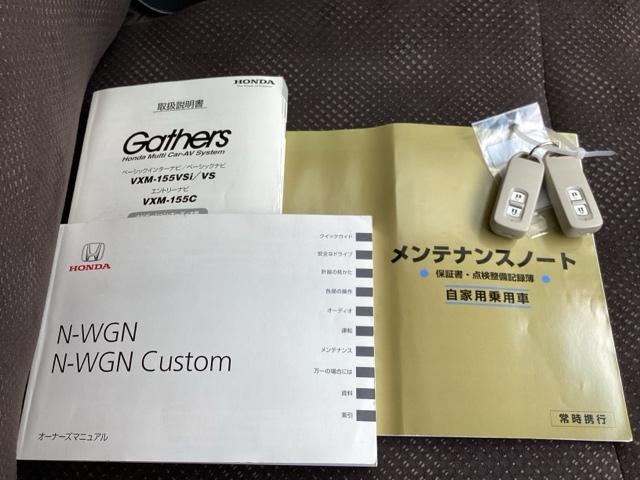 HONDA
The Power of Dreams
取扱説明書
Gathers
Honda Multi Car-AV System
ベーシックインターナビ/ベーシックナビ
VXM-155VSi/VS
エントリーナビ
VXM-155C
メンテナンスノート
保証書・点検整備記録簿
自家用乗用車
常時携行
HONDA
N-WGN
N-WGN Custom
オーナーズマニュアル
クイックガイド
安全なドライブ
計器の見かた
各部の操作
オーディオ
運転
メンテナンス
万一の場合には
資料
索引